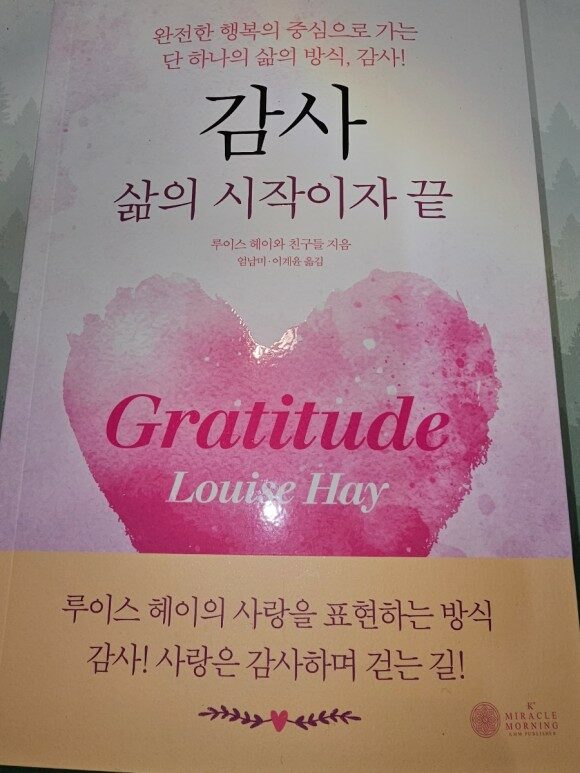 완전한 행복의 중심으로 가는
단 하나의 삶의 방식, 감사!
감사
삶의 시작이자 끝
루이스 헤이와 친구들 지음
엄남미·이계윤 옮김
Gratitude
Louise Hay
루이스 헤이의 사랑을 표현하는 방식
감사! 사랑은 감사하며 걷는 길!
K'
MIRACLE
MORNING
KMM PUBLISHER